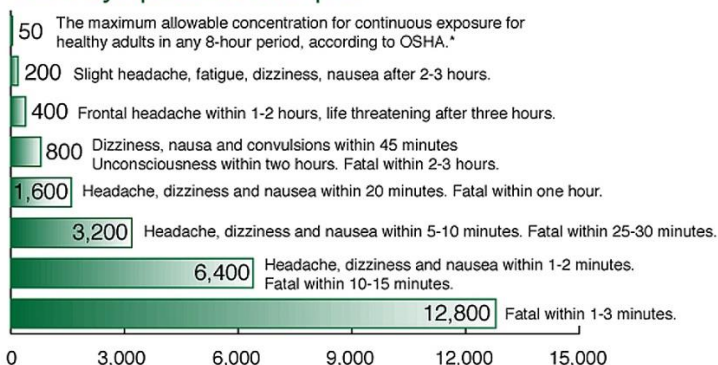 50 The maximum allowable concentration for continuous exposure for
healthy adults in any 8-hour period, according to OSHA.*
200 Slight headache, fatigue, dizziness, nausea after 2-3 hours.
400 Frontal headache within 1-2 hours, life threatening after three hours.
800 Dizziness, nausa and convulsions within 45 minutes
Unconsciousness within two hours. Fatal within 2-3 hours.
1,600 Headache, dizziness and nausea within 20 minutes. Fatal within one hour.
3,200 Headache, dizziness and nausea within 5-10 minutes. Fatal within 25-30 minutes.
6,400 Headache, dizziness and nausea within 1-2 minutes.
Fatal within 10-15 minutes.
12,800 Fatal within 1-3 minutes.
0 3,000 6,000 9,000 12,000 15,000